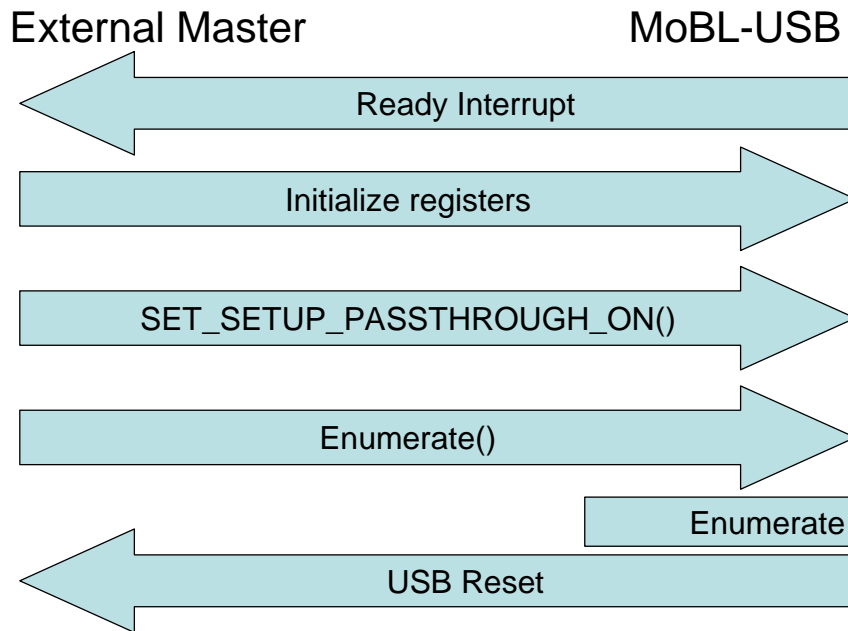 External Master MoBL-USB
Ready Interrupt
Initialize registers
SET_SETUP_PASSTHROUGH_ON()
Enumerate()
Enumerate
USB Reset